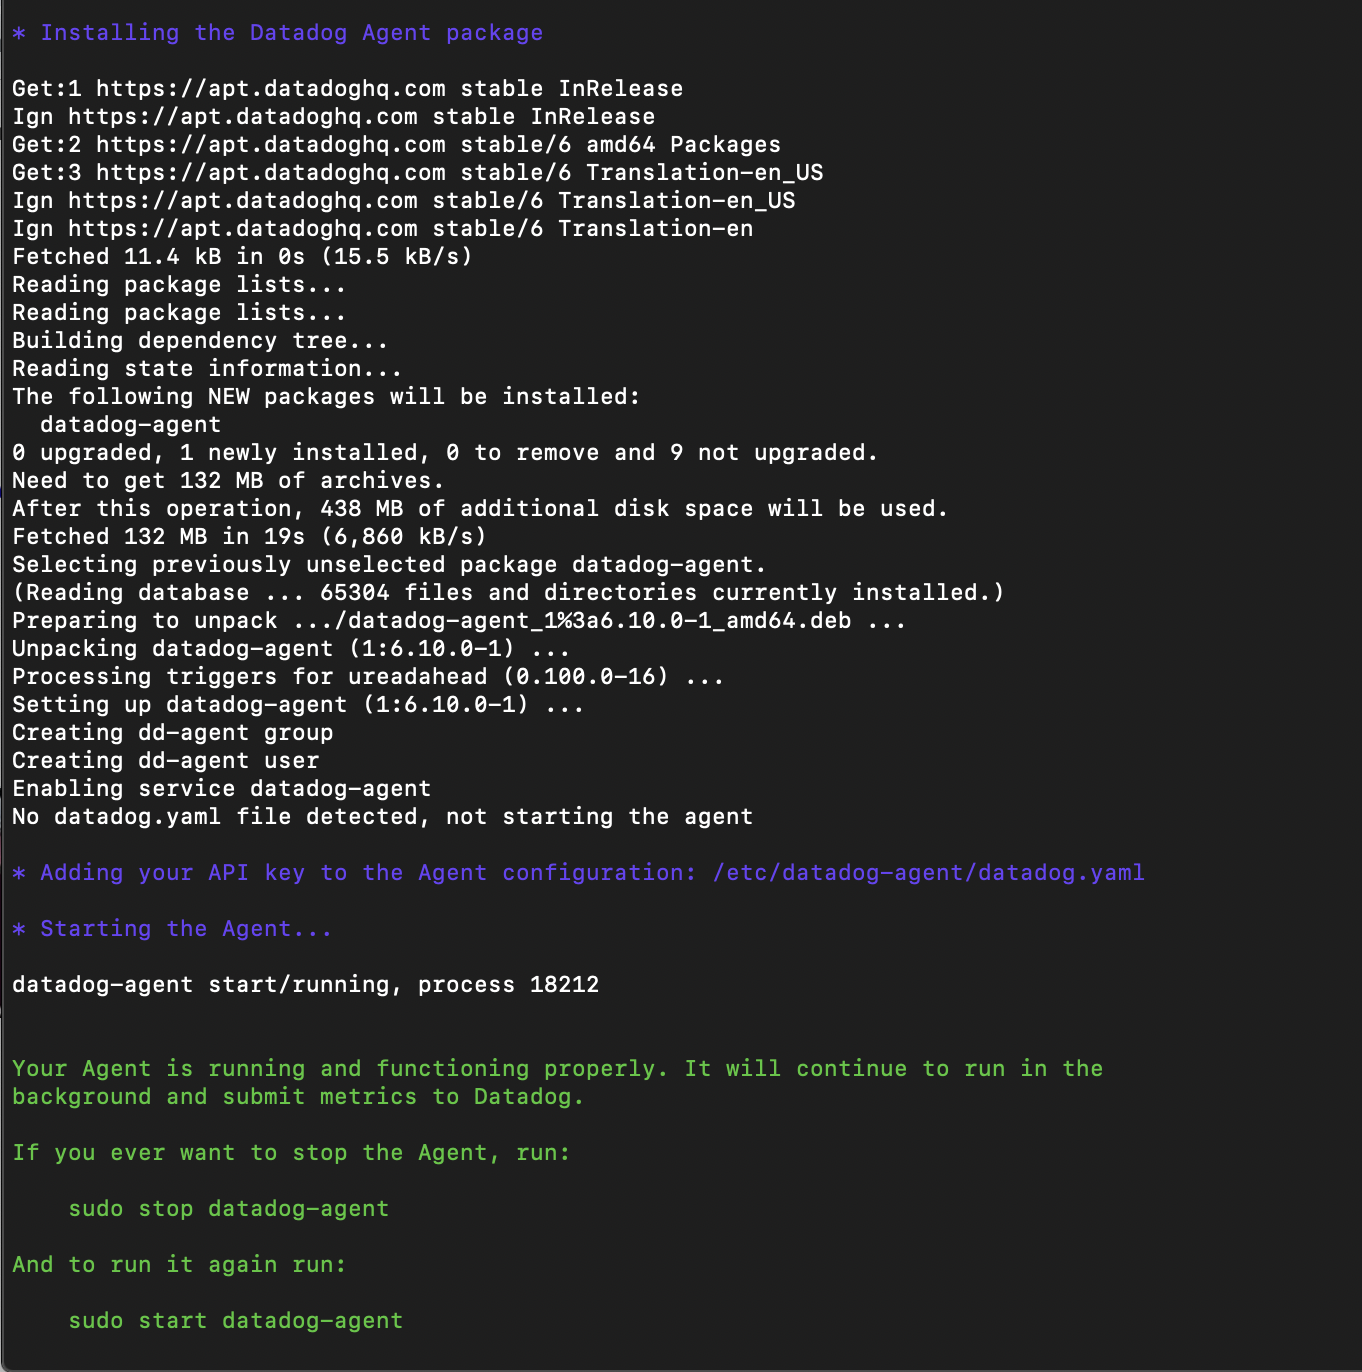 * Installing the Datadog Agent package
Get:1 https://apt.datadoghq.com stable InRelease
Ign https://apt.datadoghq.com stable InRelease
Get:2 https://apt.datadoghq.com stable/6 amd64 Packages
Get:3 https://apt.datadoghq.com stable/6 Translation-en_US
Ign https://apt.datadoghq.com stable/6 Translation-en_US
Ign https://apt.datadoghq.com stable/6 Translation-en
Fetched 11.4 kB in 0s (15.5 kB/s)
Reading package lists...
Reading package lists...
Building dependency tree...
Reading state information...
The following NEW packages will be installed:
  datadog-agent
0 upgraded, 1 newly installed, 0 to remove and 9 not upgraded.
Need to get 132 MB of archives.
After this operation, 438 MB of additional disk space will be used.
Fetched 132 MB in 19s (6,860 kB/s)
Selecting previously unselected package datadog-agent.
(Reading database ... 65304 files and directories currently installed.)
Preparing to unpack .../datadog-agent_1%3a6.10.0-1_amd64.deb ...
Unpacking datadog-agent (1:6.10.0-1) ...
Processing triggers for ureadahead (0.100.0-16) ...
Setting up datadog-agent (1:6.10.0-1) ...
Creating dd-agent group
Creating dd-agent user
Enabling service datadog-agent
No datadog.yaml file detected, not starting the agent
* Adding your API key to the Agent configuration: /etc/datadog-agent/datadog.yaml
* Starting the Agent...
datadog-agent start/running, process 18212
Your Agent is running and functioning properly. It will continue to run in the
background and submit metrics to Datadog.
If you ever want to stop the Agent, run:
    sudo stop datadog-agent
And to run it again run:
    sudo start datadog-agent